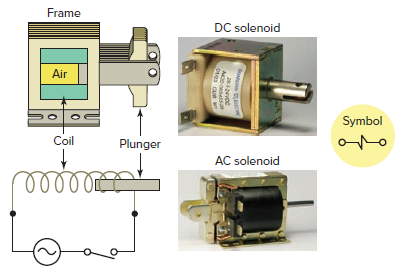 Frame
DC solenoid
Air
Symbol
Coil
Plunger
AC solenoid